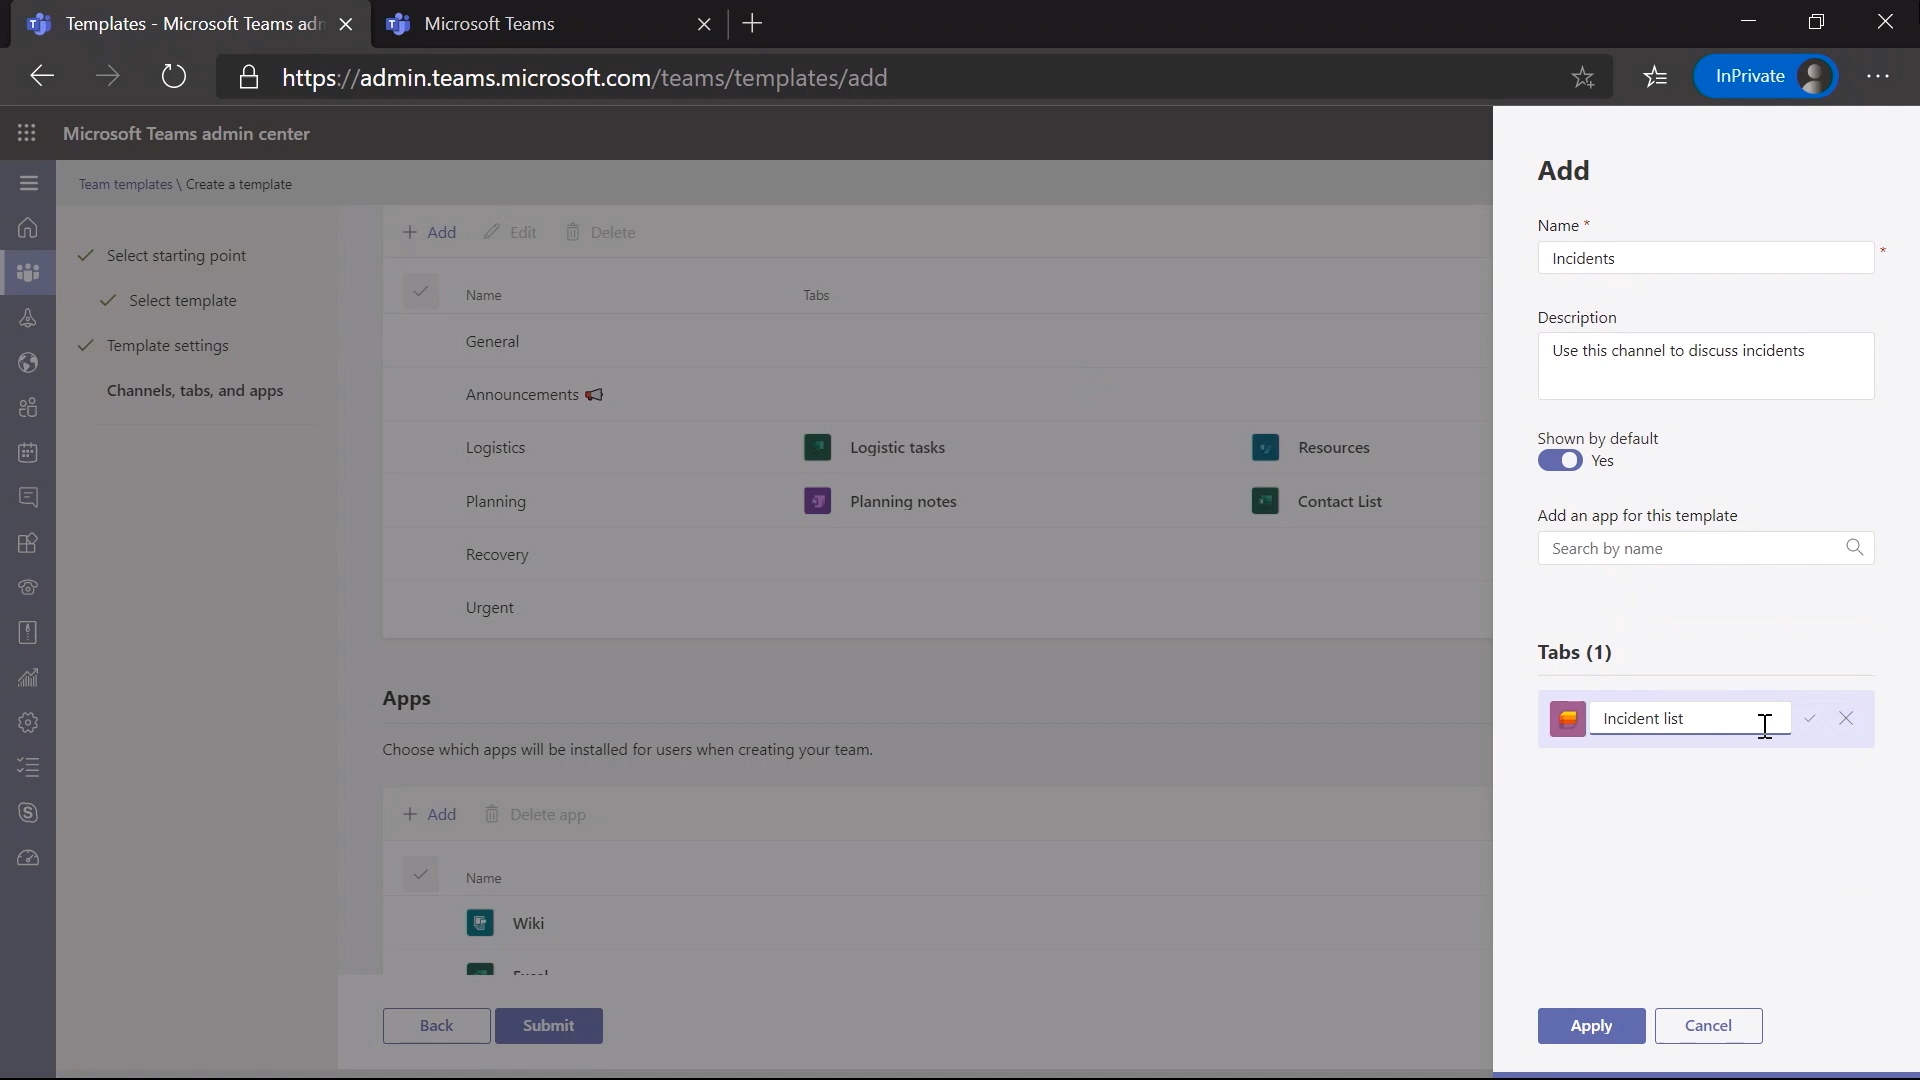 Templates - Microsoft Teams adn
Microsoft Teams
https://admin.teams.microsoft.com/teams/templates/add
InPrivate
Microsoft Teams admin center
Team templates \ Create a template
Select starting point
Select template
Template settings
Channels, tabs, and apps
+ Add Edit Delete
Name Tabs
General
Announcements
Logistics Logistic tasks Resources
Planning Planning notes Contact List
Recovery
Urgent
Apps
Choose which apps will be installed for users when creating your team.
+ Add Delete app
Name
Wiki
Excel
Back Submit
Add
Name *
Incidents
*
Description
Use this channel to discuss incidents
Shown by default
Yes
Add an app for this template
Search by name
Tabs (1)
Incident list
Apply Cancel